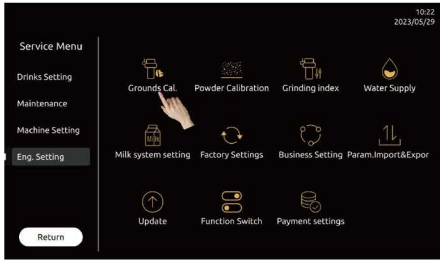 10:22
2023/05/29
Service Menu
Drinks Setting
Maintenance
Machine Setting
Eng. Setting
Return
Grounds Cal.
Powder Calibration
Grinding index
Water Supply
Milk
Milk system setting
Factory Settings
Business Setting
Param.Import&Expor
Update
Function Switch
Payment settings